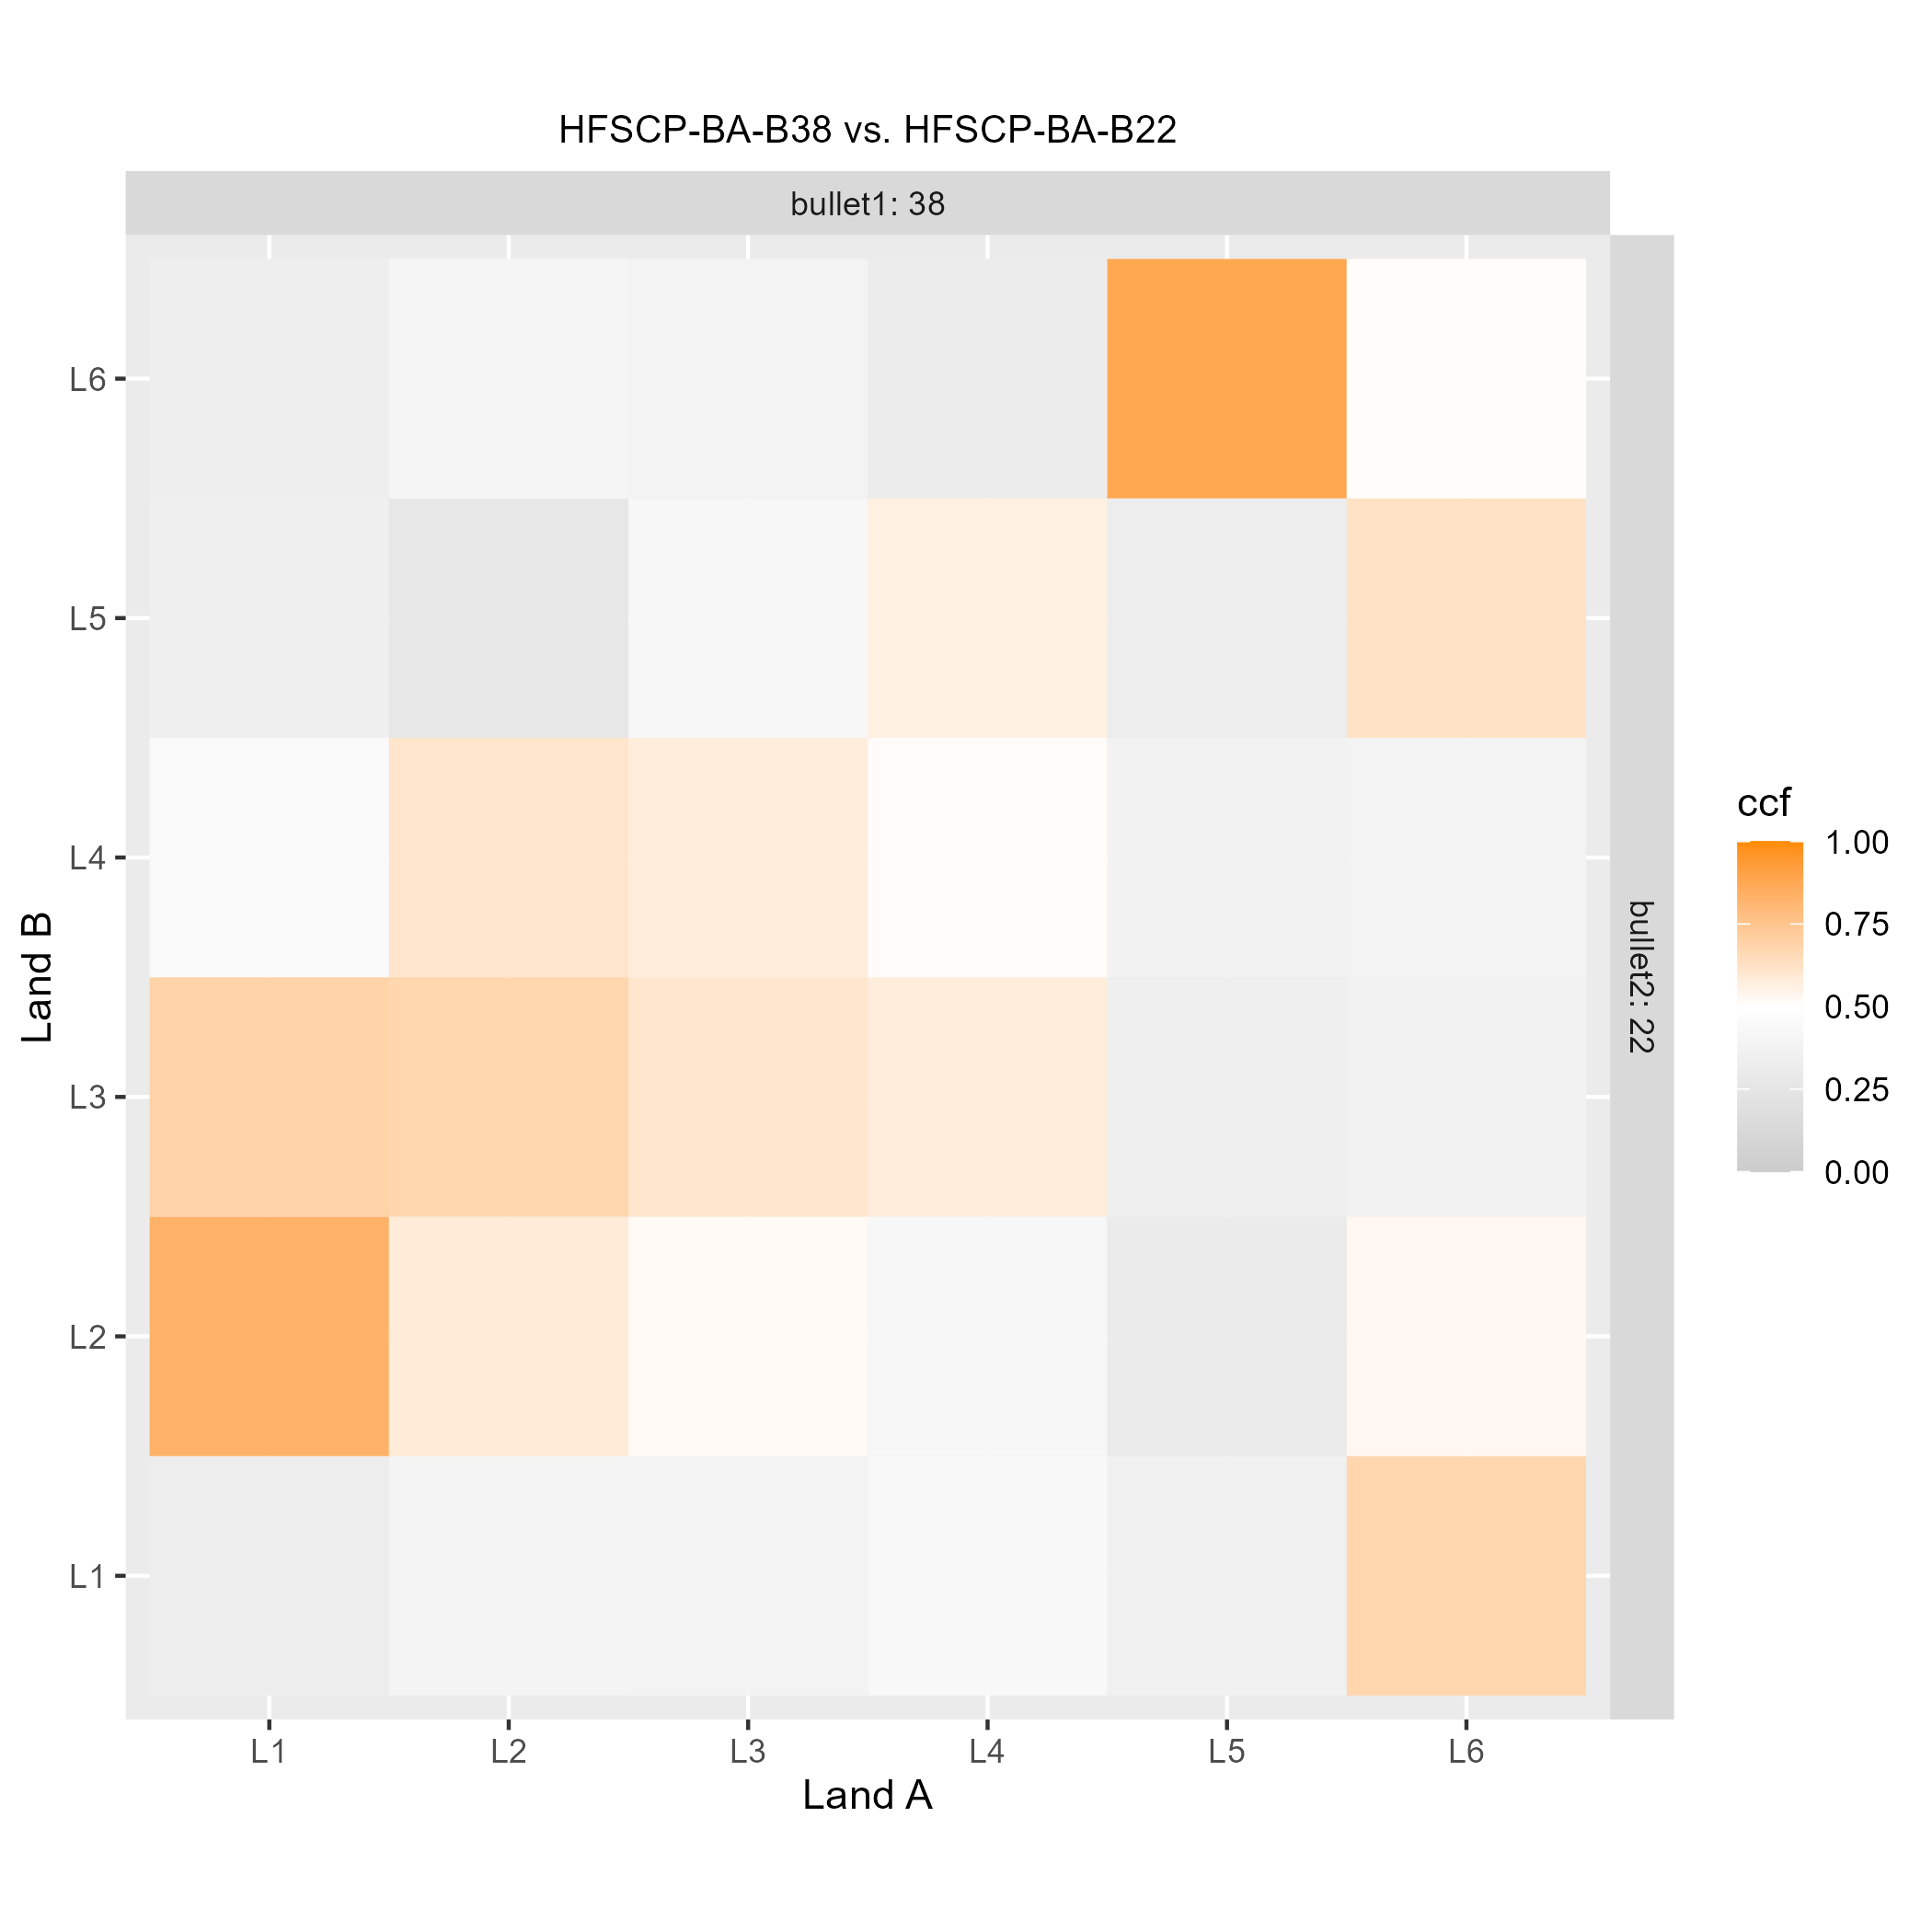 HFSCP-BA-B38 vs. HFSCP-BA-B22
bullet1: 38
L6
L5
L4
L3
L2
L1
Land B
bullet2: 22
ccf
1.00
0.75
0.50
0.25
0.00
L1
L2
L3
L4
L5
L6
Land A